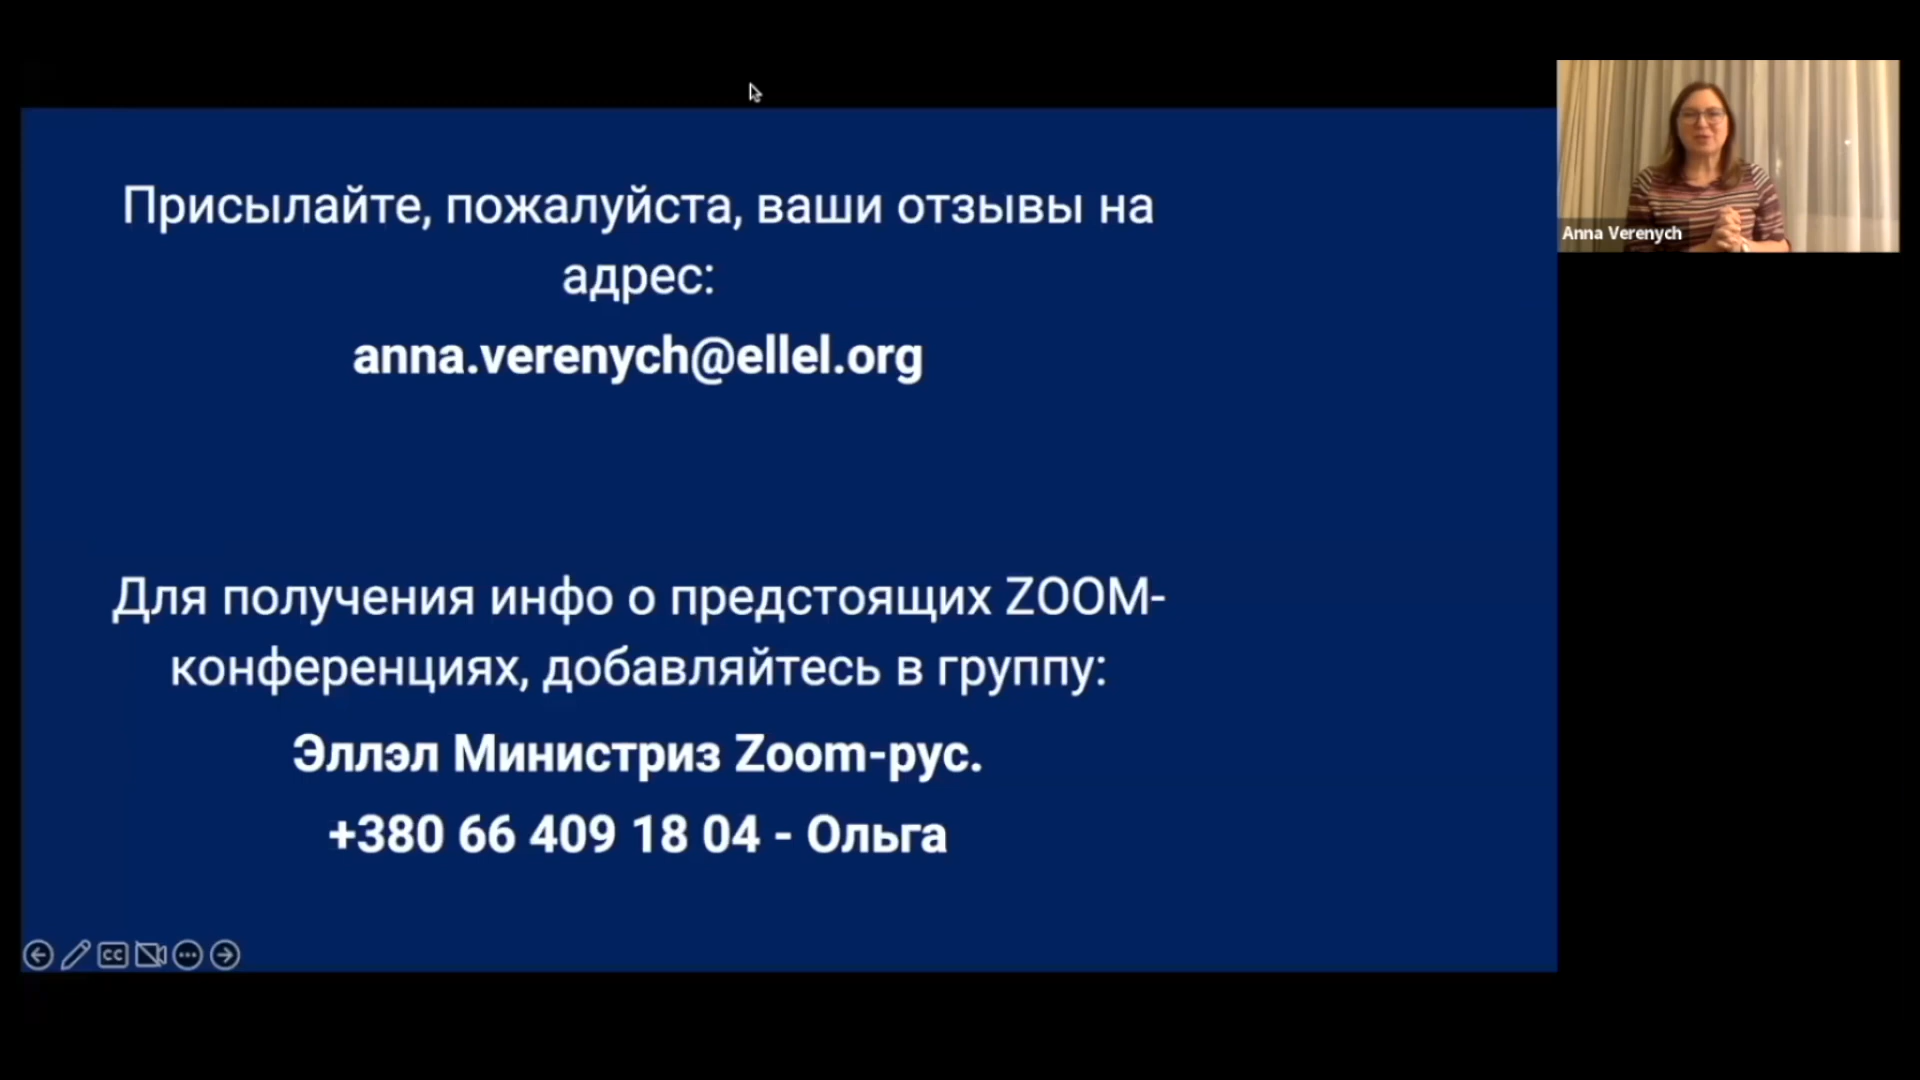 Присылайте, пожалуйста, ваши отзывы на
адрес:
anna.verenych@ellel.org
Для получения инфо о предстоящих ZOOM-
конференциях, добавляйтесь в группу:
Эллэл Министриз Zoom-рус.
+380 66 409 18 04 - Ольга
Anna Verenych
CC